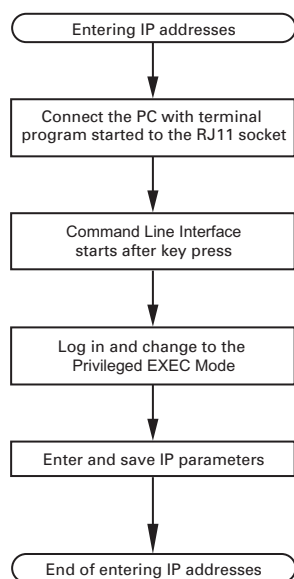 Entering IP addresses
Connect the PC with terminal
program started to the RJ11 socket
Command Line Interface
starts after key press
Log in and change to the
Privileged EXEC Mode
Enter and save IP parameters
End of entering IP addresses